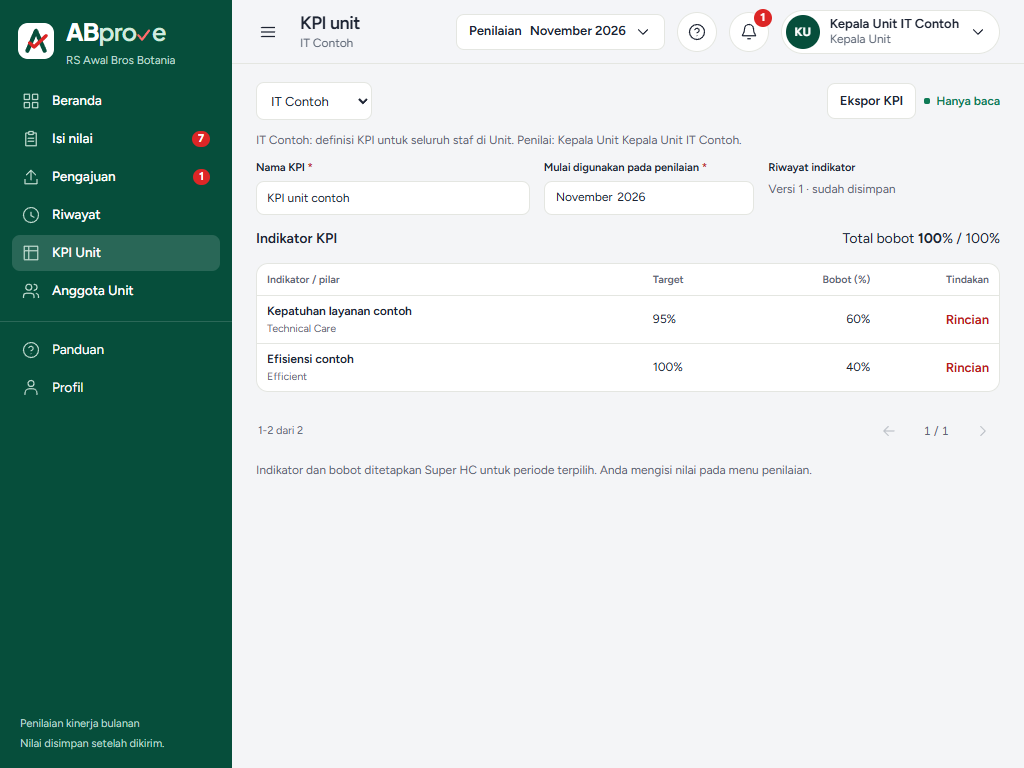 ABprove
RS Awal Bros Botania
Beranda
Isi nilai 7
Pengajuan 1
Riwayat
KPI Unit
Anggota Unit
Panduan
Profil
Penilaian kinerja bulanan
Nilai disimpan setelah dikirim.
KPI unit
IT Contoh
Penilaian November 2026
1
KU
Kepala Unit IT Contoh
Kepala Unit
IT Contoh
Ekspor KPI
Hanya baca
IT Contoh: definisi KPI untuk seluruh staf di Unit. Penilai: Kepala Unit Kepala Unit IT Contoh.
Nama KPI *
KPI unit contoh
Mulai digunakan pada penilaian *
November 2026
Riwayat indikator
Versi 1 · sudah disimpan
Indikator KPI
Total bobot 100% / 100%
Indikator / pilar Target Bobot (%) Tindakan
Kepatuhan layanan contoh
Technical Care
95% 60% Rincian
Efisiensi contoh
Efficient
100% 40% Rincian
1-2 dari 2
1 / 1
Indikator dan bobot ditetapkan Super HC untuk periode terpilih. Anda mengisi nilai pada menu penilaian.